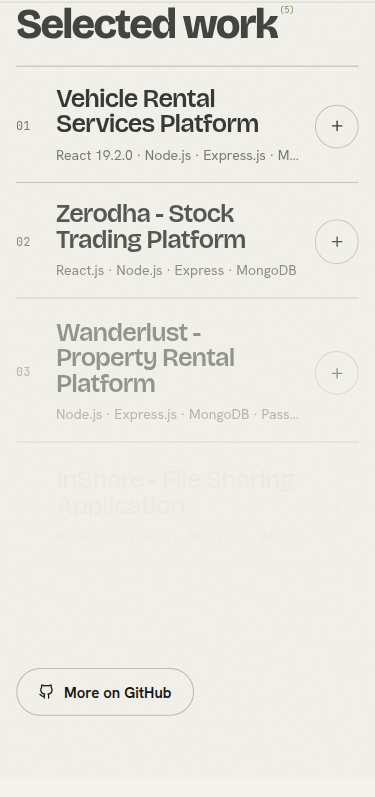 Selected work (5)
01
Vehicle Rental
Services Platform
React 19.2.0 · Node.js · Express.js · M...
+
02
Zerodha - Stock
Trading Platform
React.js · Node.js · Express · MongoDB
+
03
Wanderlust -
Property Rental
Platform
Node.js · Express.js · MongoDB · Pass...
+
InShare - File Sharing
Application
+
More on GitHub